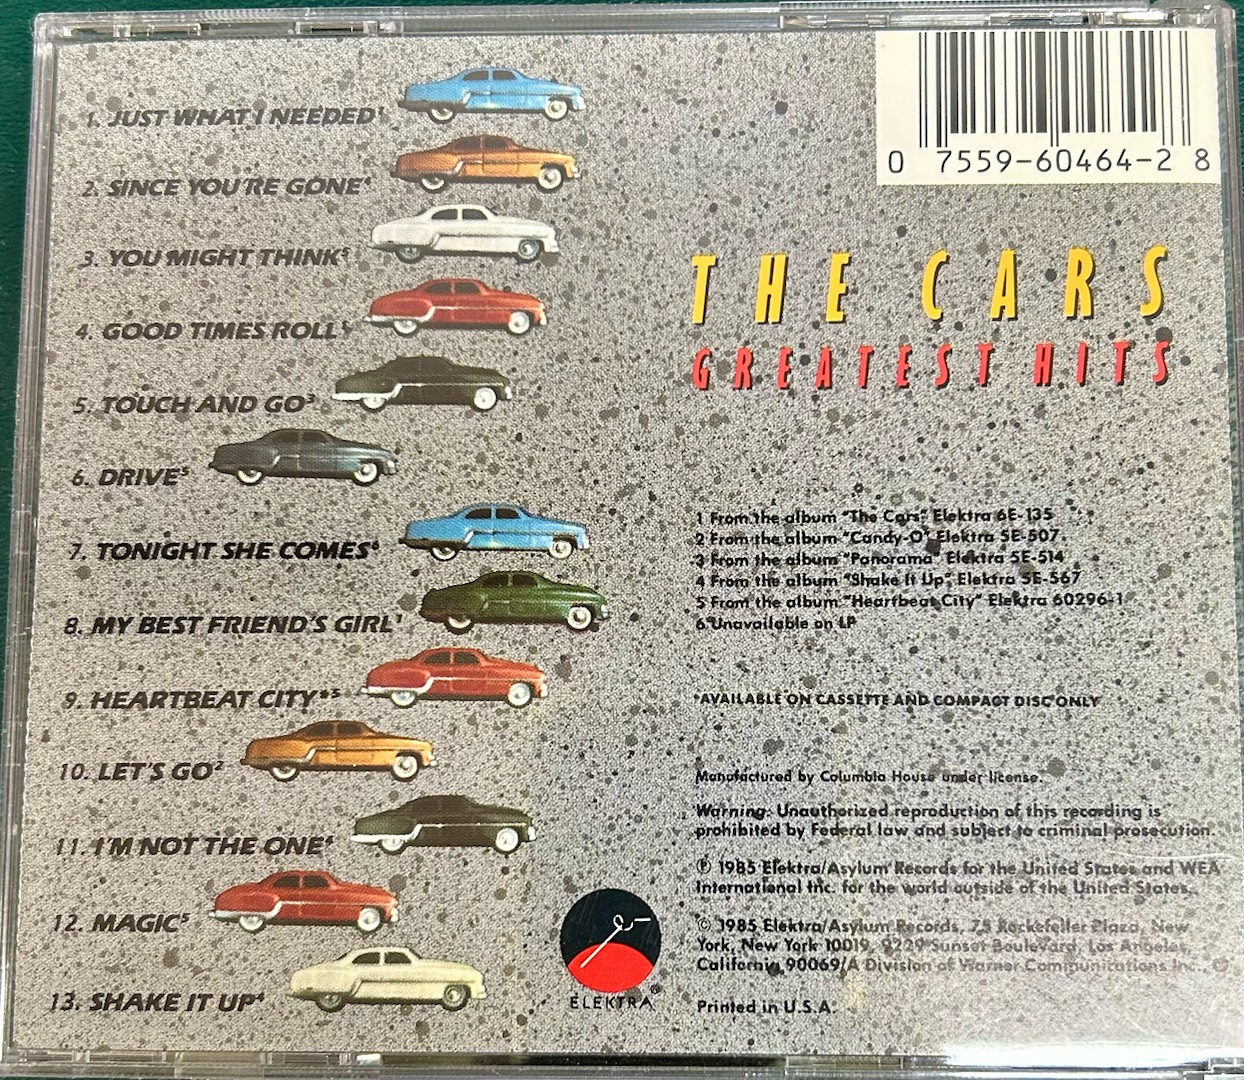 1. JUST WHAT I NEEDED¹
2. SINCE YOU'RE GONE⁴
3. YOU MIGHT THINK⁵
4. GOOD TIMES ROLL¹
5. TOUCH AND GO³
6. DRIVE⁵
7. TONIGHT SHE COMES⁶
8. MY BEST FRIEND'S GIRL¹
9. HEARTBEAT CITY*⁵
10. LET'S GO²
11. I'M NOT THE ONE⁴
12. MAGIC⁵
13. SHAKE IT UP⁴
0 7559-60464-2 8
THE CARS
GREATEST HITS
1 From the album "The Cars" Elektra 6E-135
2 From the album "Candy-O" Elektra 5E-507
3 From the album "Panorama" Elektra 5E-514
4 From the album "Shake It Up" Elektra 5E-567
5 From the album "Heartbeat City" Elektra 60296-1
6 Unavailable on LP
*AVAILABLE ON CASSETTE AND COMPACT DISC ONLY
Manufactured by Columbia House under license.
Warning: Unauthorized reproduction of this recording is
prohibited by Federal law and subject to criminal prosecution.
℗ 1985 Elektra/Asylum Records for the United States and WEA
International Inc. for the world outside of the United States.
© 1985 Elektra/Asylum Records, 75 Rockefeller Plaza, New
York, New York 10019, 9229 Sunset Boulevard, Los Angeles,
California 90069/A Division of Warner Communications Inc.
Printed in U.S.A.
ELEKTRA